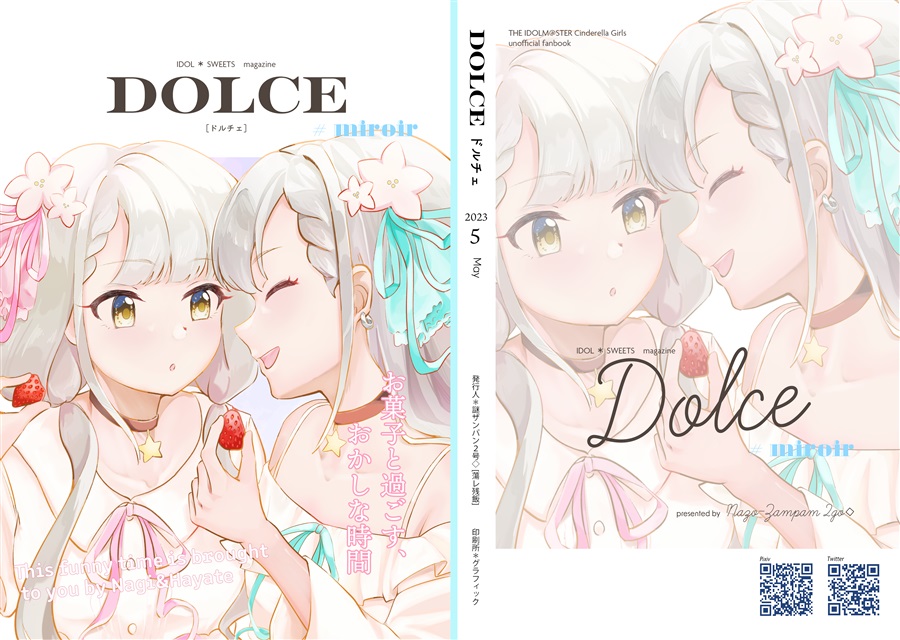 IDOL * SWEETS magazine
DOLCE
[ドルチェ]
# miroir
お菓子と過ごす、
おかしな時間
This funny time is brought
to you by Nagi&Hayate
DOLCE ドルチェ
2023
5
May
発行人*謎ザンパン2号◇[蕩レ残飯]
印刷所*グラフィック
THE IDOLM@STER Cinderella Girls
unofficial fanbook
IDOL * SWEETS magazine
Dolce
# miroir
presented by Nazo-Zampam 2go◇
Pixiv
Twitter